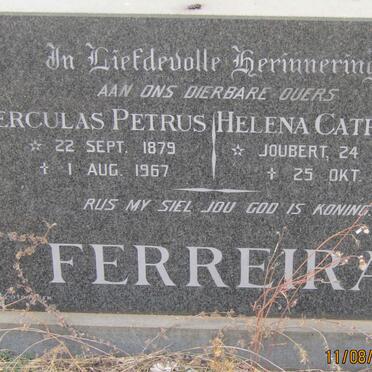 In Liefdevolle Herinnering
AAN ONS DIERBARE OUERS
ERCULAS PETRUS HELENA CATH
☆ 22 SEPT. 1879 ☆ JOUBERT, 24
+ 1 AUG. 1967 + 25 OKT.
RUS MY SIEL JOU GOD IS KONING
FERREIRA
11/08/